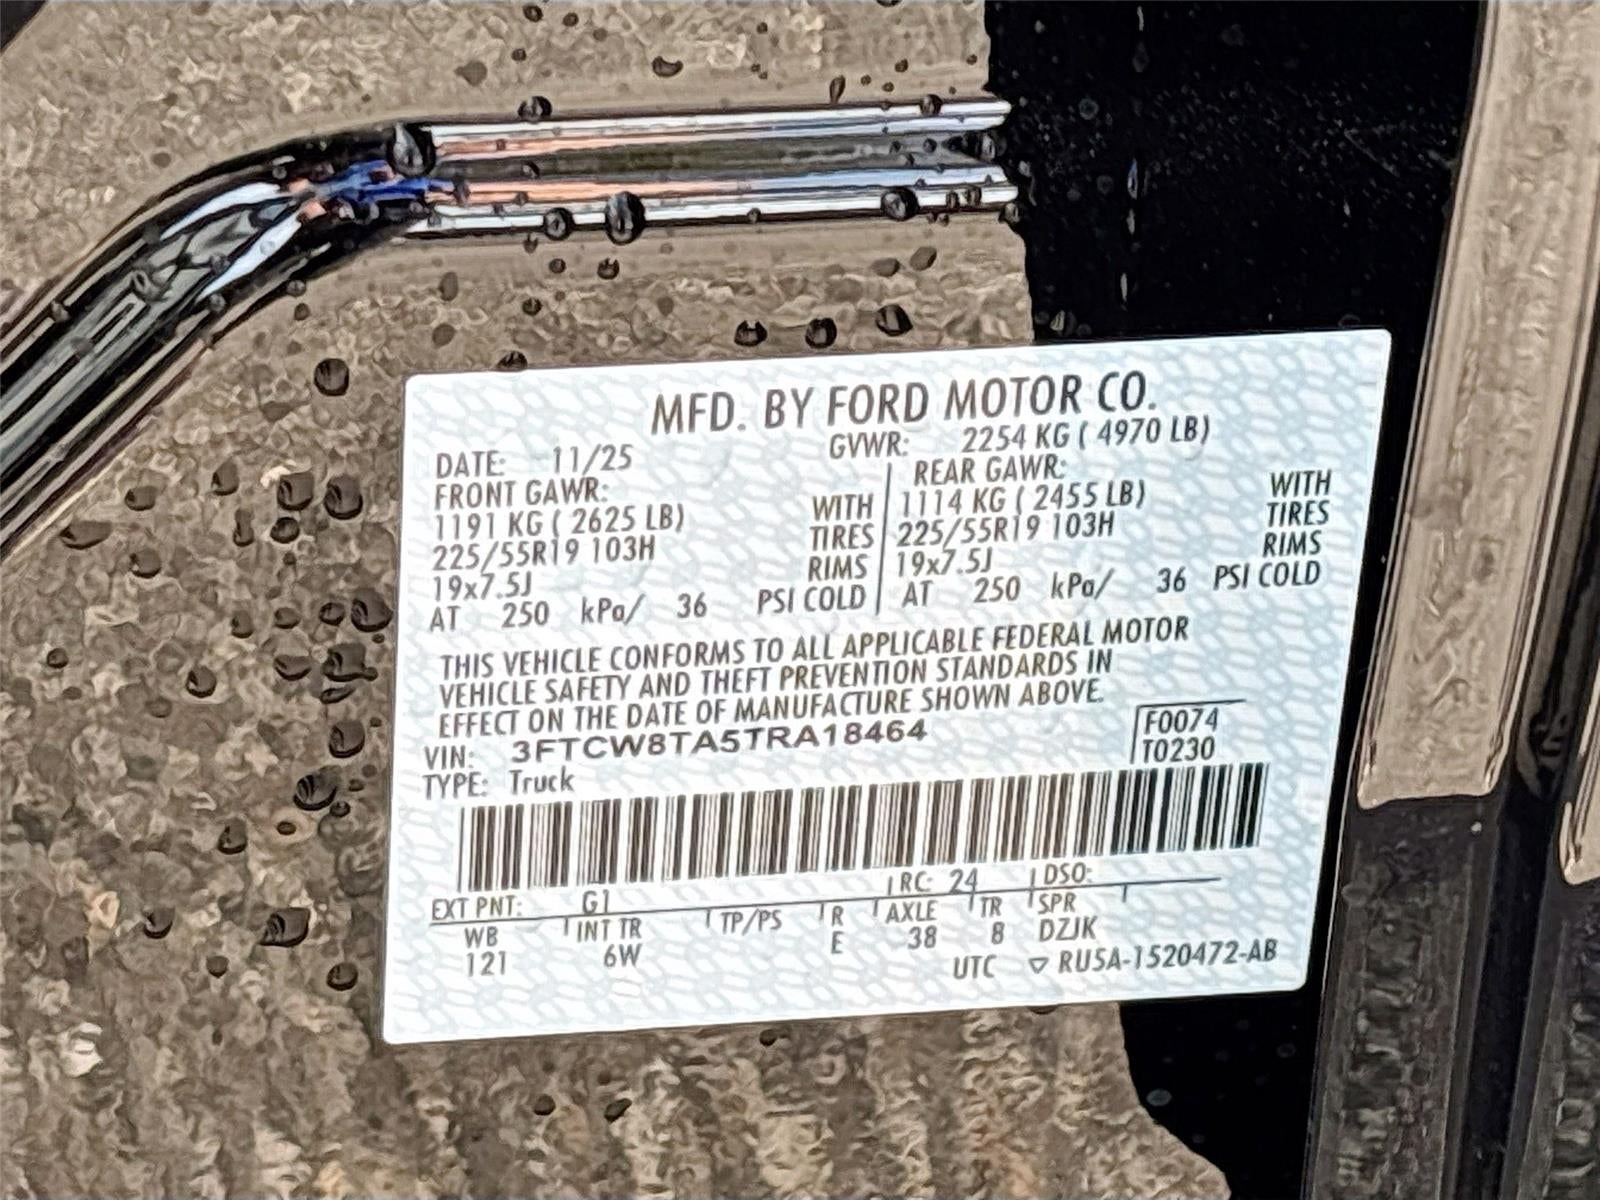 MFD. BY FORD MOTOR CO.
DATE: 11/25 GVWR: 2254 KG ( 4970 LB)
FRONT GAWR: REAR GAWR:
1191 KG ( 2625 LB) WITH 1114 KG ( 2455 LB) WITH
225/55R19 103H TIRES 225/55R19 103H TIRES
19x7.5J RIMS 19x7.5J RIMS
AT 250 kPa/ 36 PSI COLD AT 250 kPa/ 36 PSI COLD
THIS VEHICLE CONFORMS TO ALL APPLICABLE FEDERAL MOTOR
VEHICLE SAFETY AND THEFT PREVENTION STANDARDS IN
EFFECT ON THE DATE OF MANUFACTURE SHOWN ABOVE.
VIN: 3FTCW8TA5TRA18464 F0074
TYPE: Truck T0230
EXT PNT: G1 RC: 24 DSO:
WB INT TR TP/PS R AXLE TR SPR
121 6W E 38 8 DZJK
UTC ▽ RU5A-1520472-AB